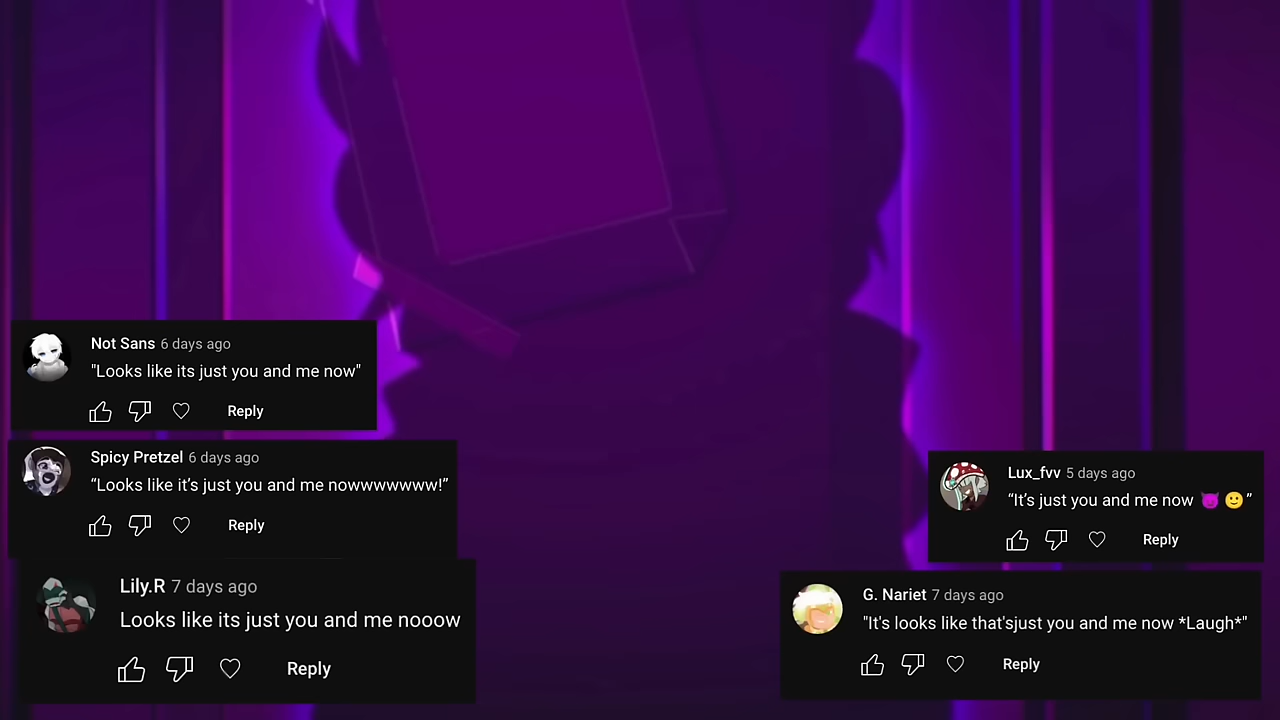 Not Sans 6 days ago
"Looks like its just you and me now"
Reply
Spicy Pretzel 6 days ago
“Looks like it’s just you and me nowwwwwww!”
Reply
Lily.R 7 days ago
Looks like its just you and me nooow
Reply
Lux_fvv 5 days ago
“It’s just you and me now 😈 🙂 ”
Reply
G. Nariet 7 days ago
"It's looks like that'sjust you and me now *Laugh*"
Reply